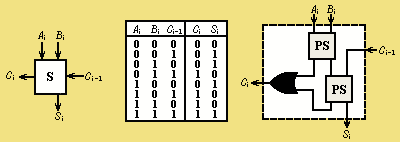 Ai Bi
Ci S Ci-1
Si
Ai Bi Ci-1 Ci Si
0 0 0 0 0
0 0 1 0 1
0 1 0 0 1
0 1 1 1 0
1 0 0 0 1
1 0 1 1 0
1 1 0 1 0
1 1 1 1 1
Ai Bi
PS Ci-1
Ci PS
Si